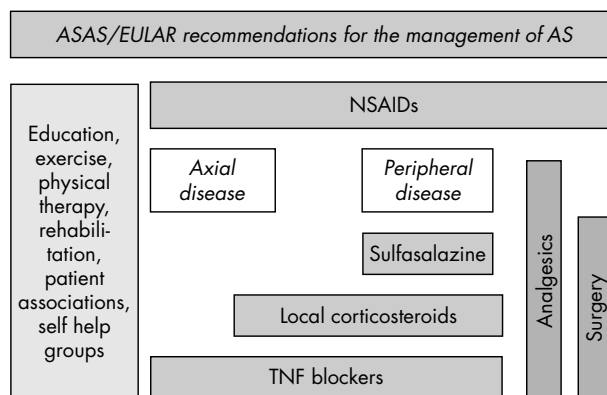 ASAS/EULAR recommendations for the management of AS
NSAIDs
Education,
exercise,
physical
therapy,
rehabili-
tation,
patient
associations,
self help
groups
Axial
disease
Peripheral
disease
Sulfasalazine
Local corticosteroids
TNF blockers
Analgesics
Surgery